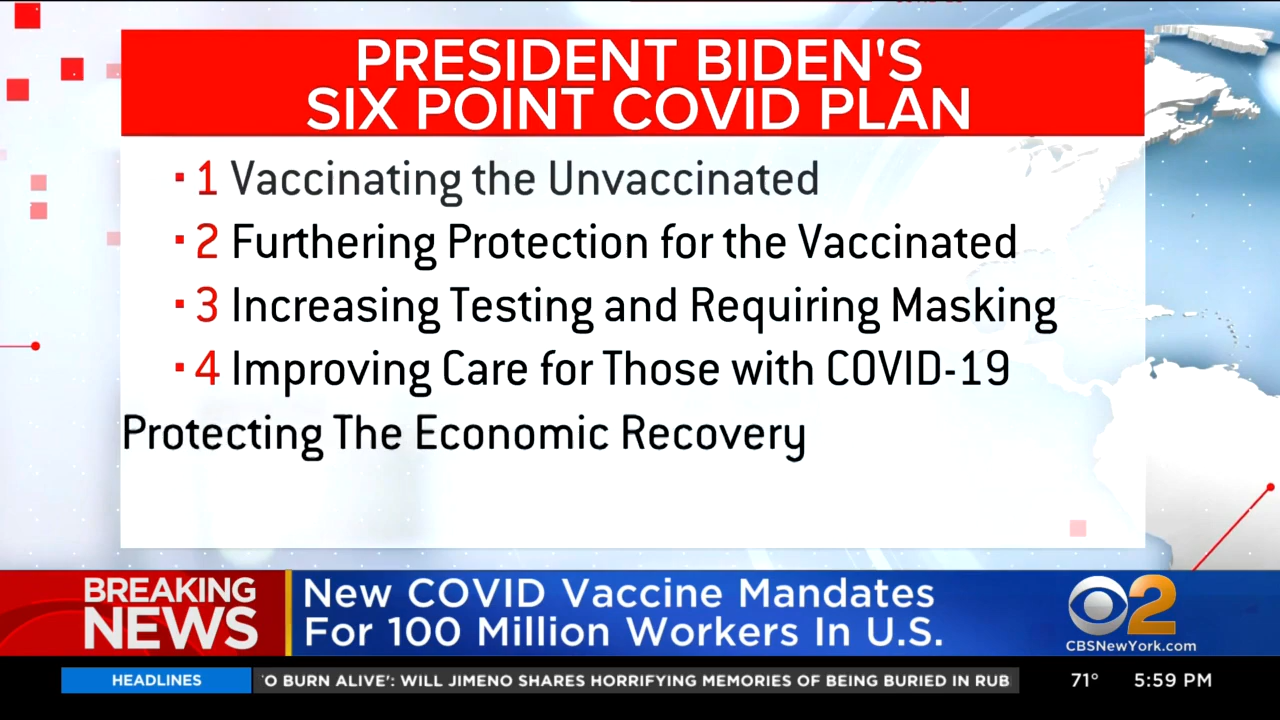 PRESIDENT BIDEN'S
SIX POINT COVID PLAN
▪ 1 Vaccinating the Unvaccinated
▪ 2 Furthering Protection for the Vaccinated
▪ 3 Increasing Testing and Requiring Masking
▪ 4 Improving Care for Those with COVID-19
Protecting The Economic Recovery
BREAKING
NEWS
New COVID Vaccine Mandates
For 100 Million Workers In U.S.
2
CBSNewYork.com
HEADLINES
'O BURN ALIVE': WILL JIMENO SHARES HORRIFYING MEMORIES OF BEING BURIED IN RUB
71° 5:59 PM